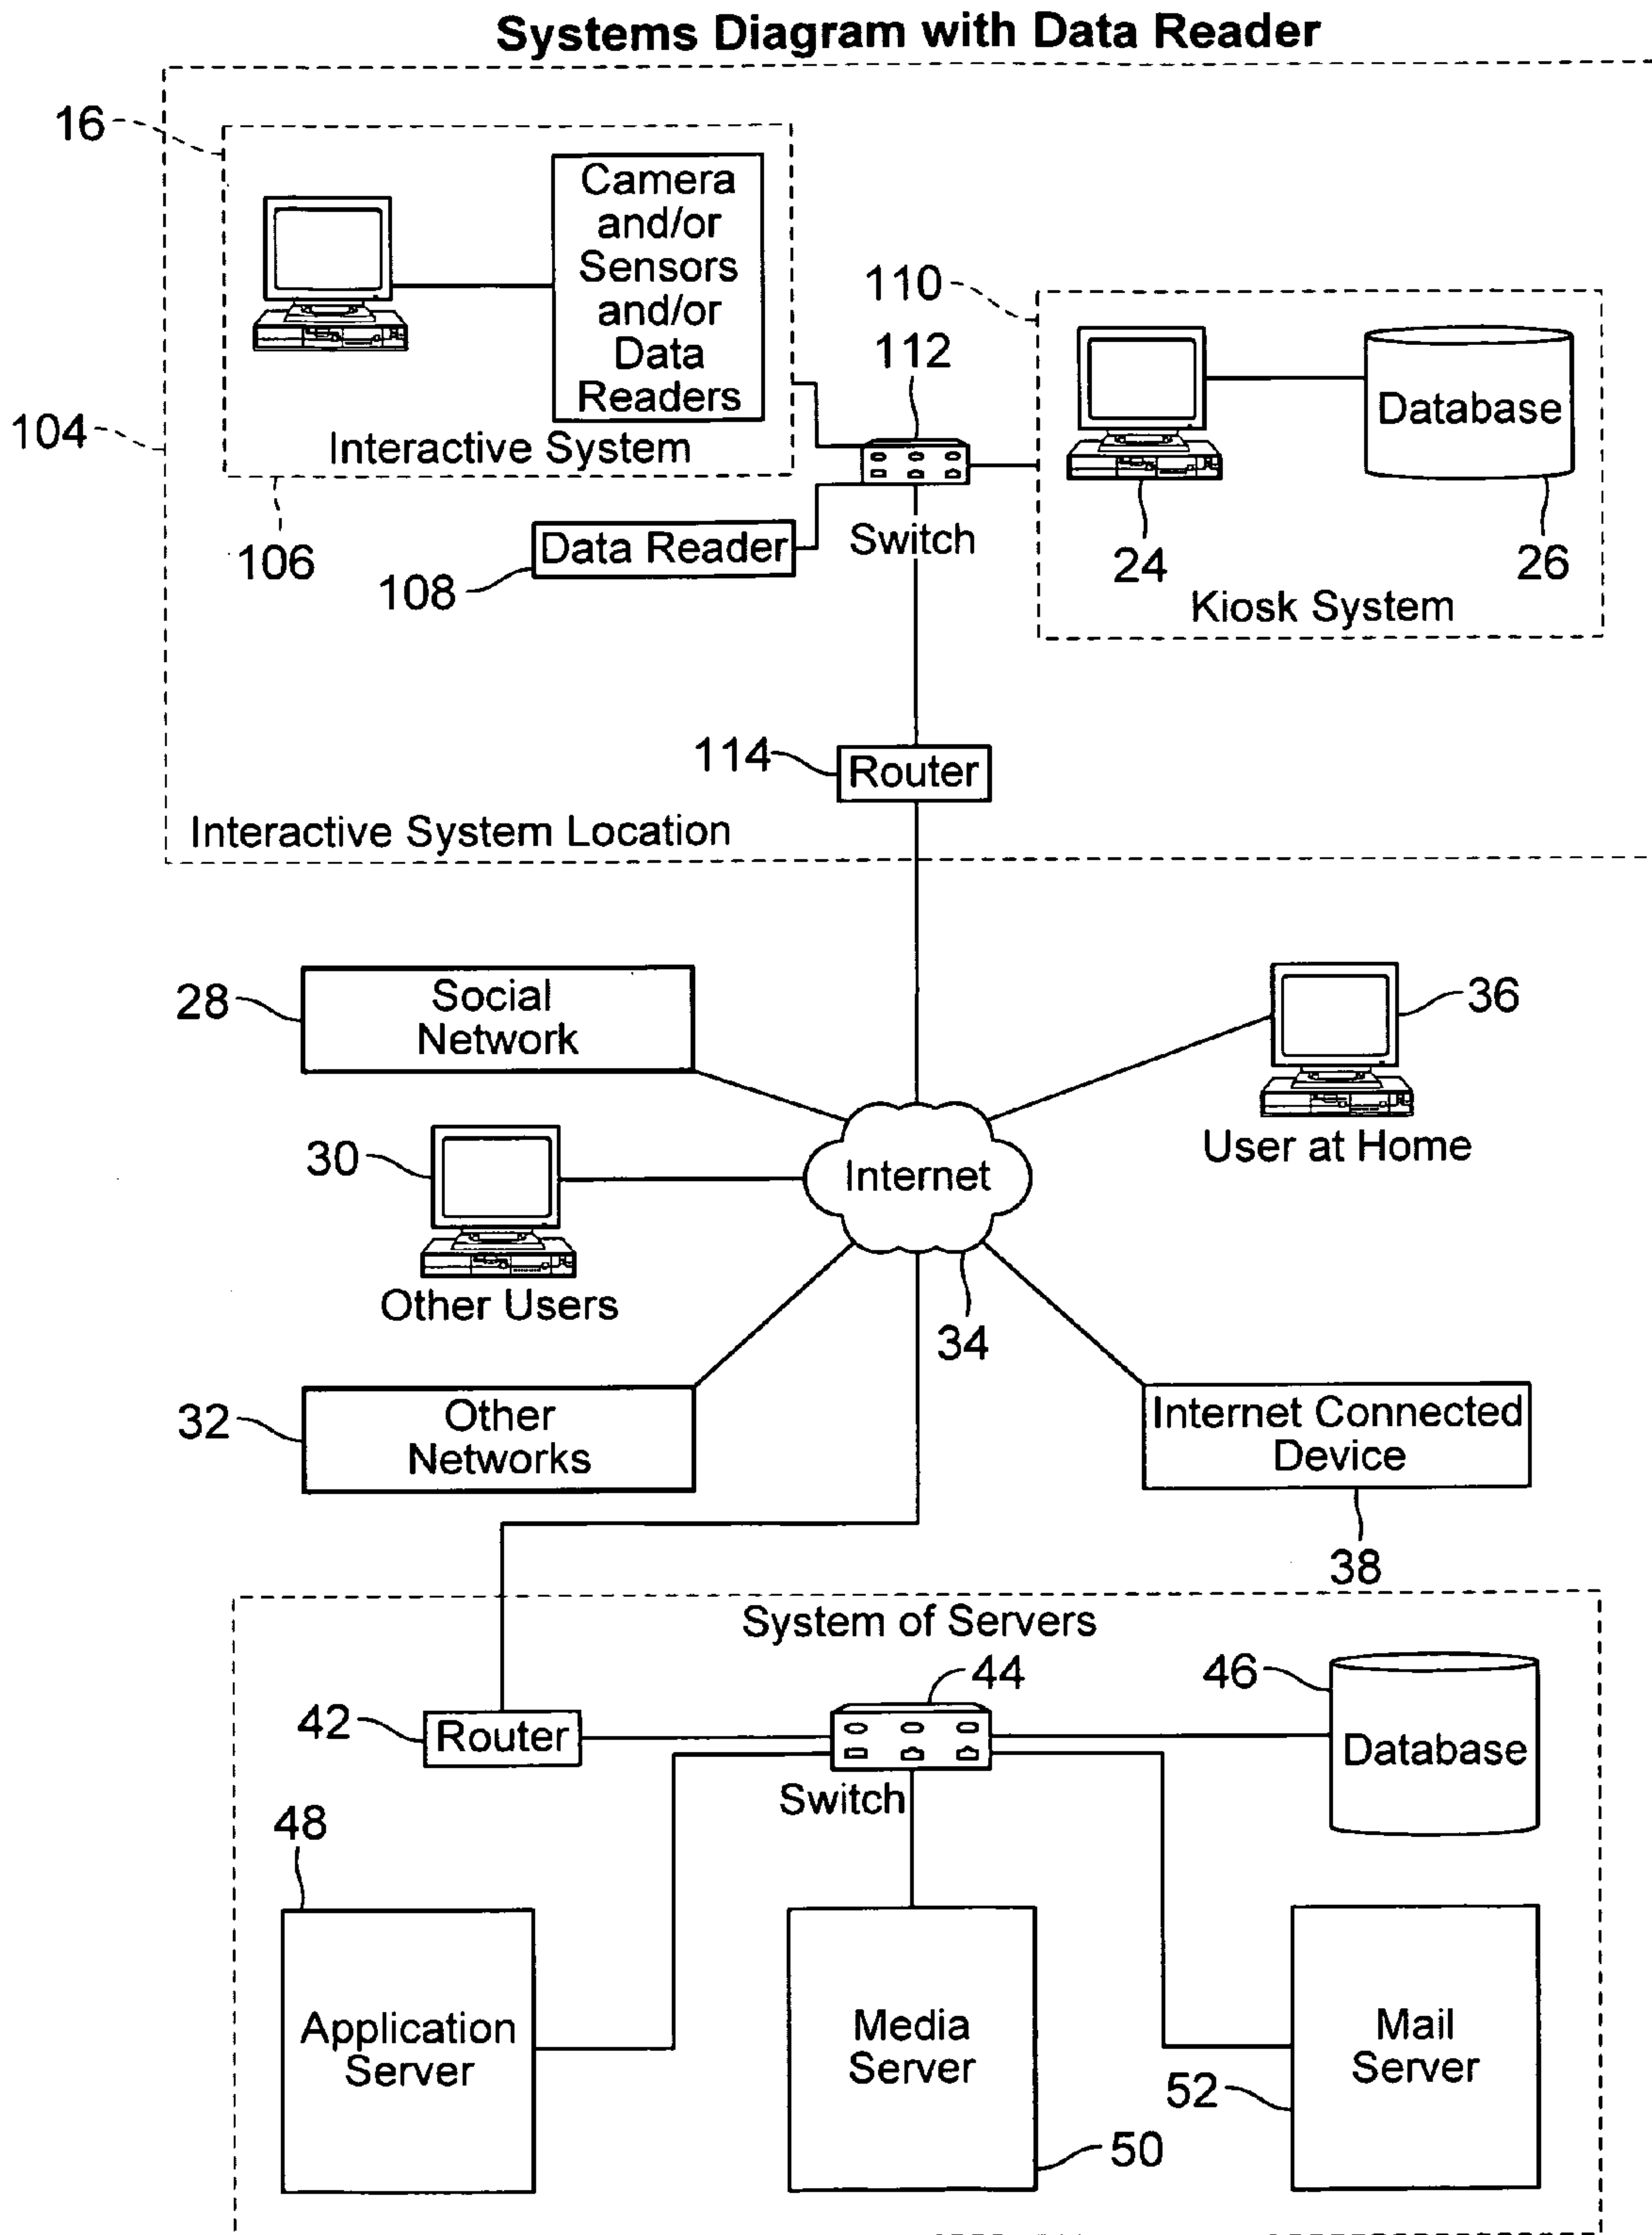 Systems Diagram with Data Reader
16
Camera
and/or
Sensors
and/or
Data
Readers
Interactive System
110
112
Database
104
106
Data Reader
108
Switch
24
26
Kiosk System
114
Router
Interactive System Location
28
Social
Network
36
User at Home
30
Internet
Other Users
34
32
Other
Networks
Internet Connected
Device
38
System of Servers
44
46
42
Router
Database
Switch
48
Application
Server
Media
Server
Mail
Server
52
50